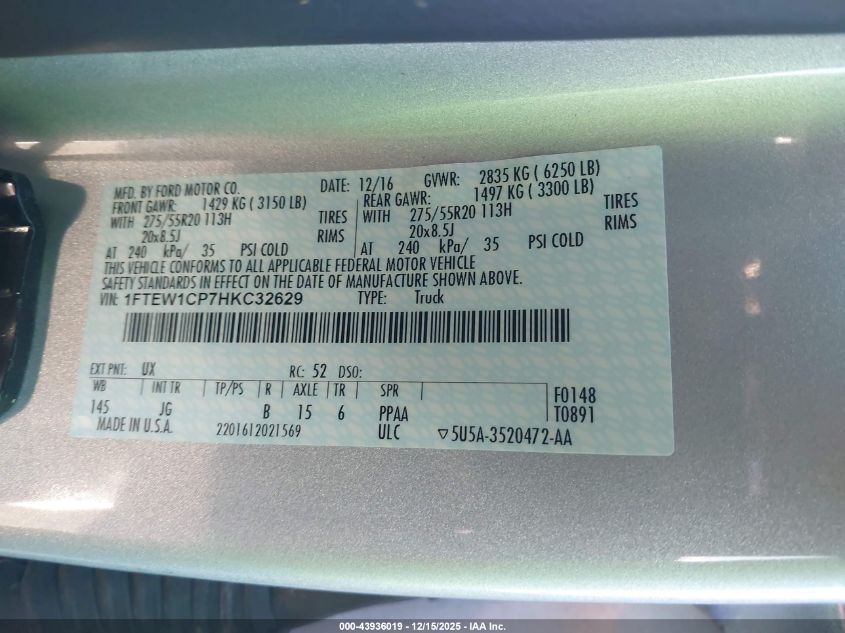 MFD. BY FORD MOTOR CO. DATE: 12/16 GVWR: 2835 KG ( 6250 LB)
FRONT GAWR: 1429 KG ( 3150 LB) REAR GAWR: 1497 KG ( 3300 LB)
WITH 275/55R20 113H TIRES WITH 275/55R20 113H TIRES
20x8.5J RIMS 20x8.5J RIMS
AT 240 kPa/ 35 PSI COLD AT 240 kPa/ 35 PSI COLD
THIS VEHICLE CONFORMS TO ALL APPLICABLE FEDERAL MOTOR VEHICLE
SAFETY STANDARDS IN EFFECT ON THE DATE OF MANUFACTURE SHOWN ABOVE.
VIN: 1FTEW1CP7HKC32629 TYPE: Truck
EXT PNT: UX RC: 52 DSO:
WB INT TR TP/PS R AXLE TR SPR F0148
145 JG B 15 6 PPAA T0891
MADE IN U.S.A. 2201612021569 ULC ▽5U5A-3520472-AA
000-43936019 - 12/15/2025 - IAA Inc.